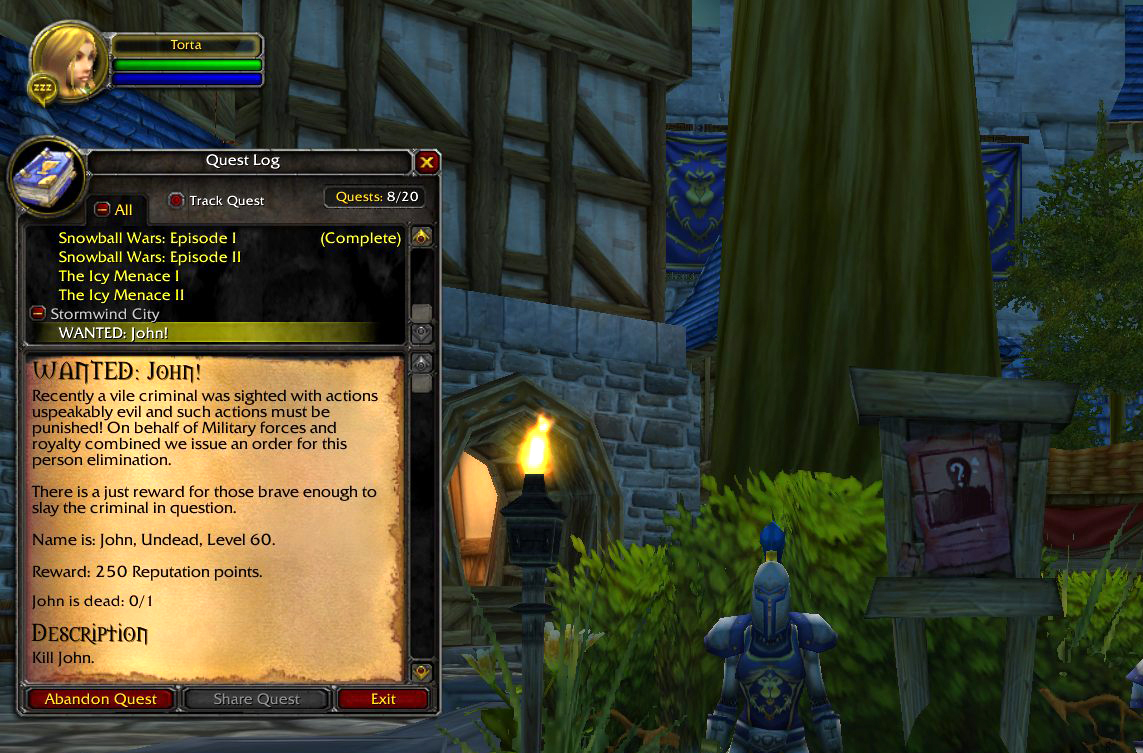 Torta
zzz
Quest Log
All
Track Quest
Quests: 8/20
Snowball Wars: Episode I (Complete)
Snowball Wars: Episode II
The Icy Menace I
The Icy Menace II
Stormwind City
WANTED: John!
WANTED: John!
Recently a vile criminal was sighted with actions
uspeakably evil and such actions must be
punished! On behalf of Military forces and
royalty combined we issue an order for this
person elimination.
There is a just reward for those brave enough to
slay the criminal in question.
Name is: John, Undead, Level 60.
Reward: 250 Reputation points.
John is dead: 0/1
Description
Kill John.
Abandon Quest
Share Quest
Exit
?